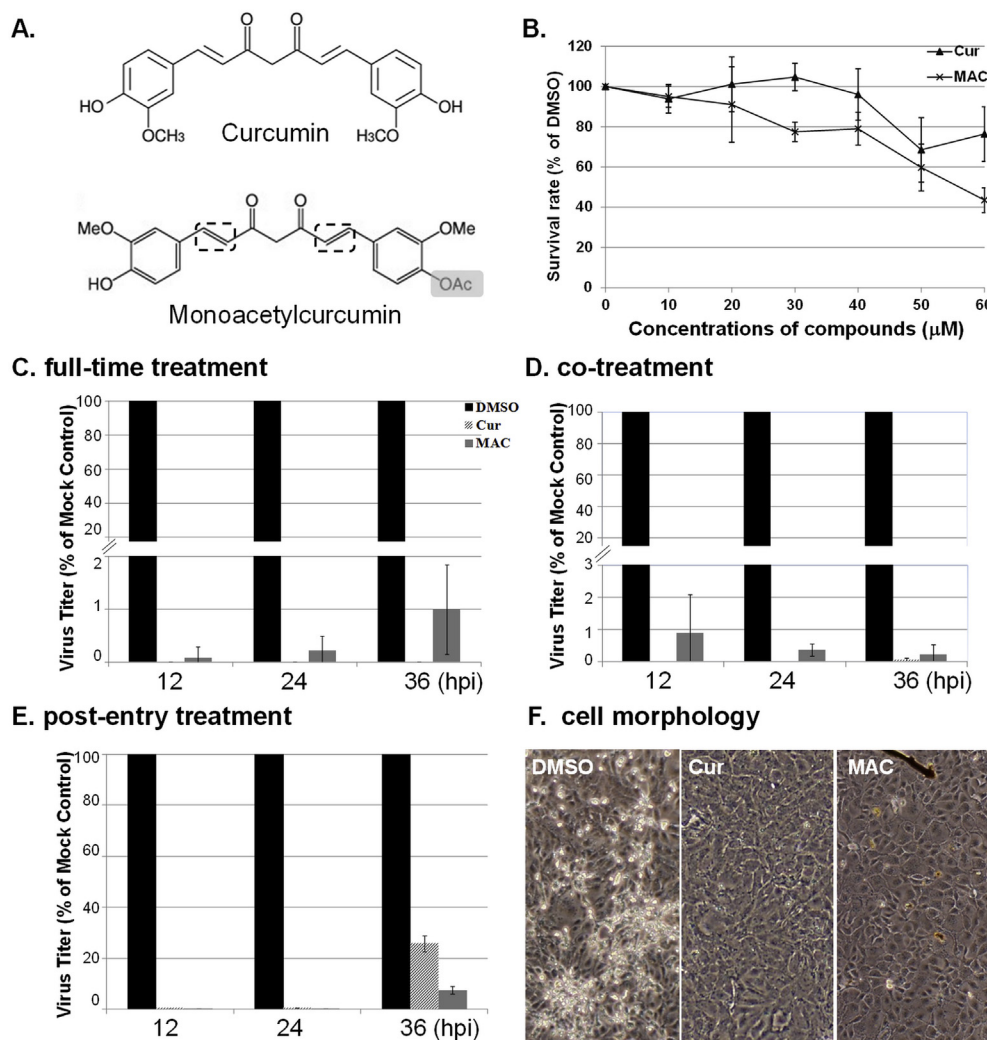 A.
O O
HO
OCH3
H3CO
OH
Curcumin
O O
MeO
OMe
HO
OAc
Monoacetylcurcumin
B.
Survival rate (% of DMSO)
120
100
80
60
40
20
0
0 10 20 30 40 50 60
Concentrations of compounds (μM)
Cur
MAC
C. full-time treatment
Virus Titer (% of Mock Control)
100
80
60
40
20
2
1
0
12 24 36 (hpi)
DMSO
Cur
MAC
D. co-treatment
Virus Titer (% of Mock Control)
100
80
60
40
20
3
2
1
0
12 24 36 (hpi)
E. post-entry treatment
Virus Titer (% of Mock Control)
100
80
60
40
20
0
12 24 36 (hpi)
F. cell morphology
DMSO Cur MAC